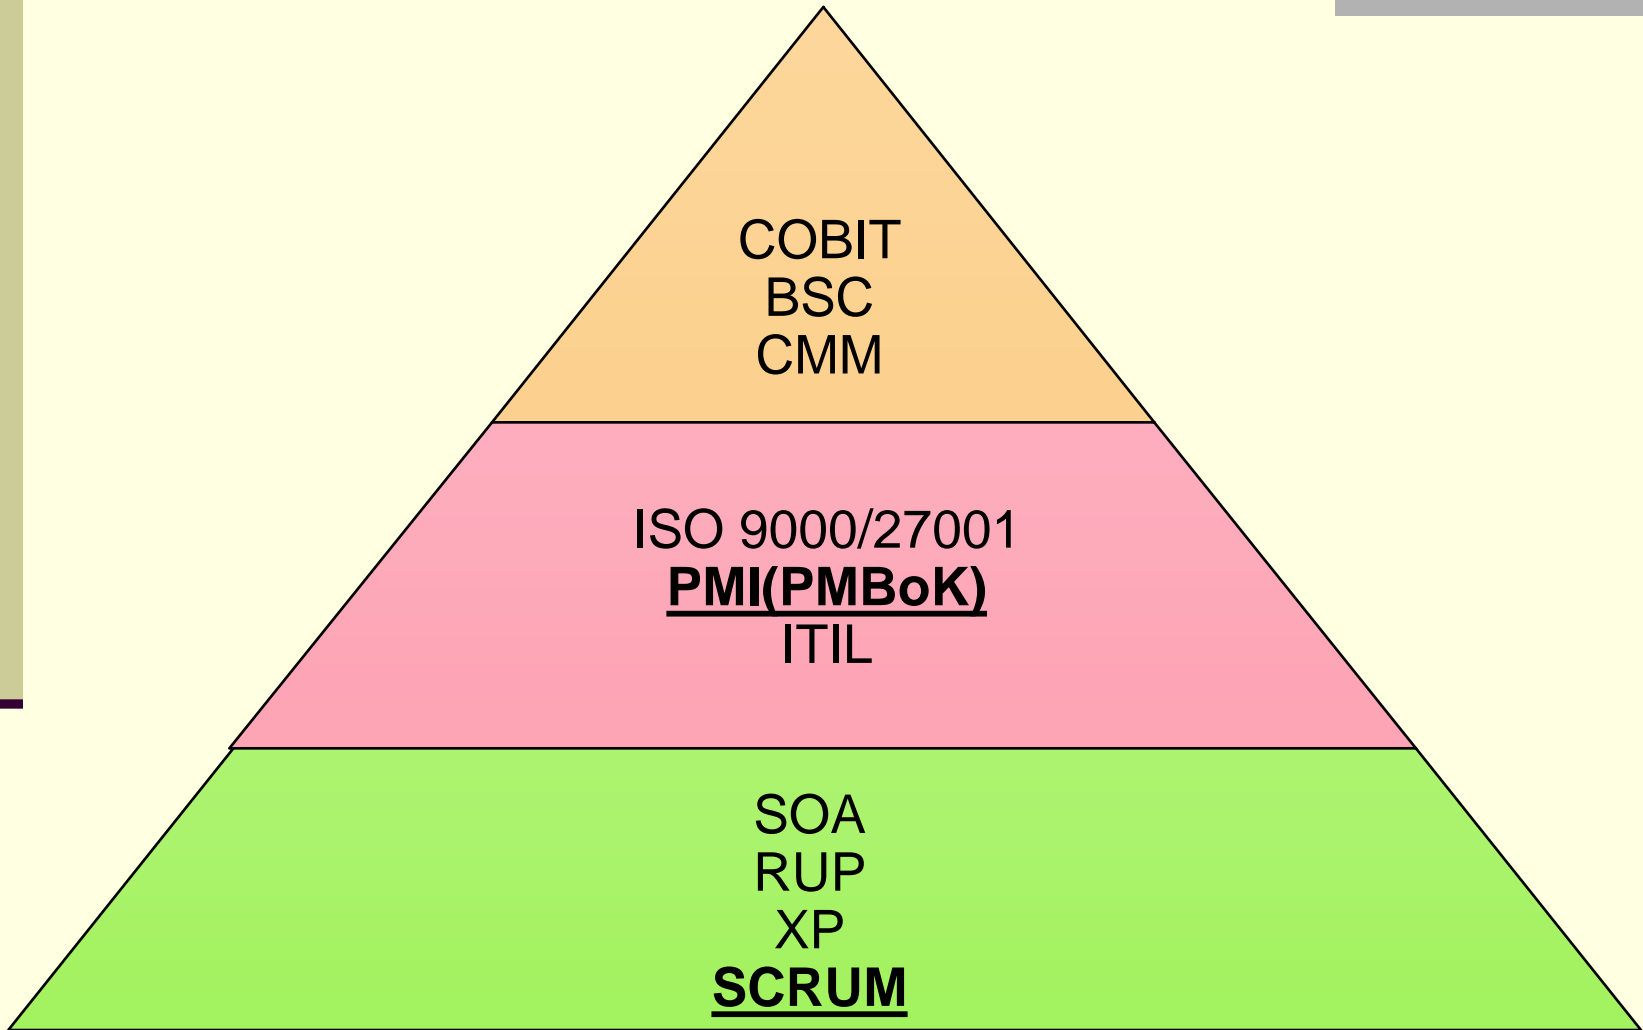 COBIT
BSC
CMM
ISO 9000/27001
PMI(PMBoK)
ITIL
SOA
RUP
XP
SCRUM